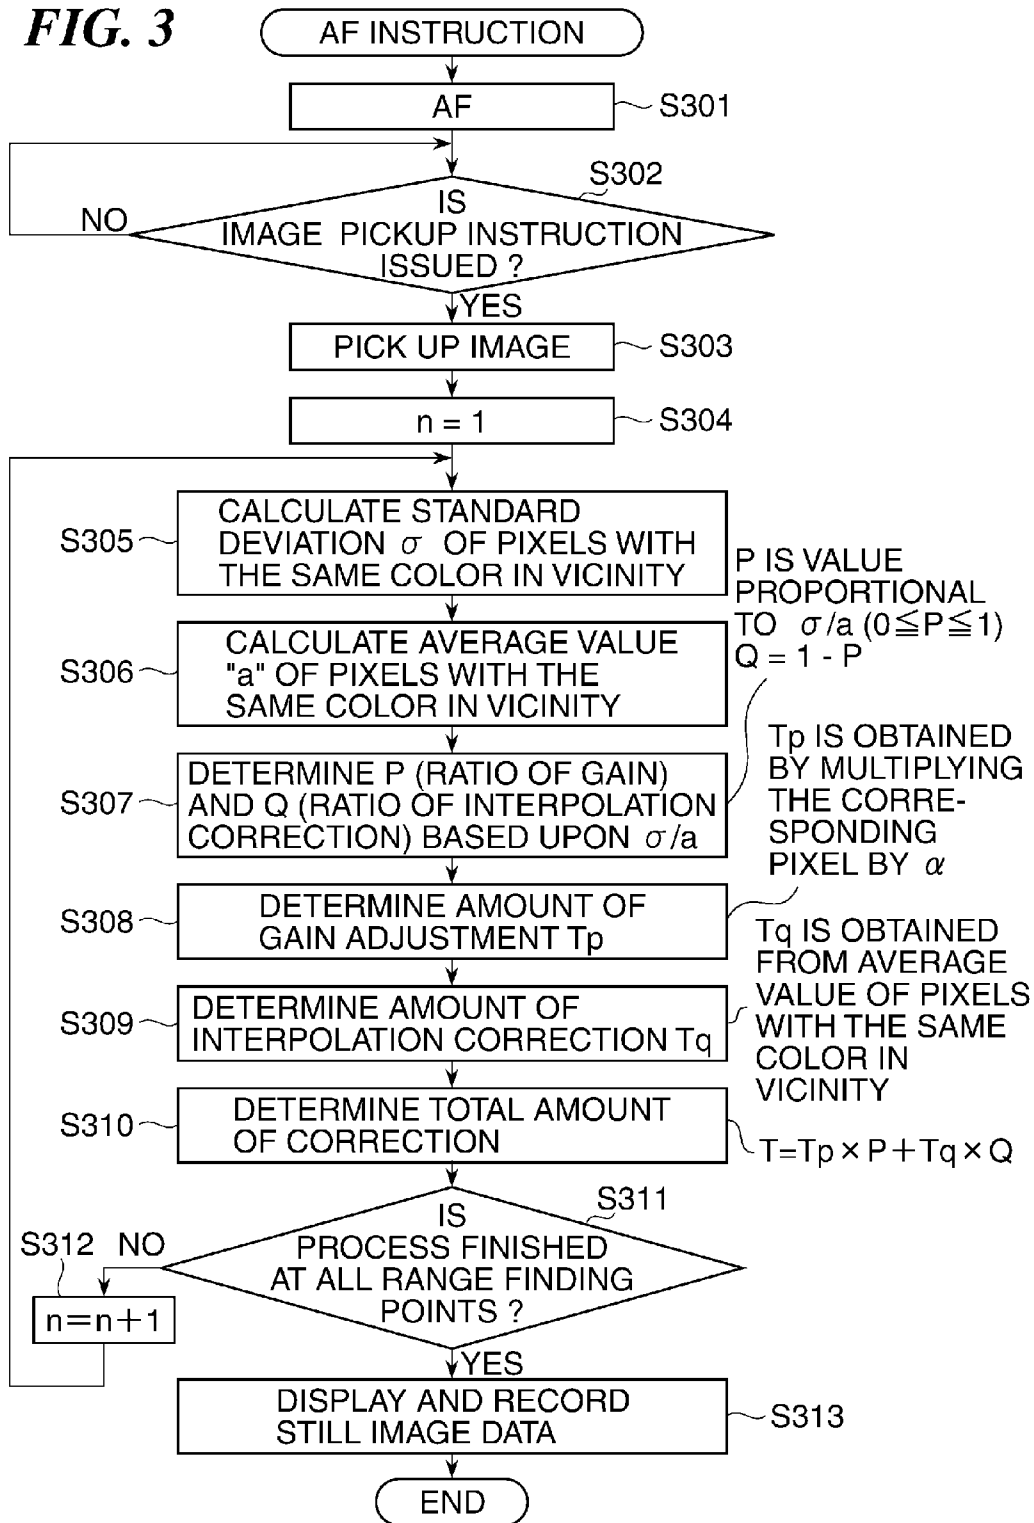 FIG. 3
AF INSTRUCTION
AF
S301
S302
IS
IMAGE PICKUP INSTRUCTION
ISSUED ?
NO
YES
PICK UP IMAGE
S303
n = 1
S304
S305
CALCULATE STANDARD
DEVIATION σ OF PIXELS WITH
THE SAME COLOR IN VICINITY
P IS VALUE
PROPORTIONAL
TO σ/a (0≦P≦1)
Q = 1 - P
S306
CALCULATE AVERAGE VALUE
"a" OF PIXELS WITH THE
SAME COLOR IN VICINITY
S307
DETERMINE P (RATIO OF GAIN)
AND Q (RATIO OF INTERPOLATION
CORRECTION) BASED UPON σ/a
Tp IS OBTAINED
BY MULTIPLYING
THE CORRE-
SPONDING
PIXEL BY α
S308
DETERMINE AMOUNT OF
GAIN ADJUSTMENT Tp
S309
DETERMINE AMOUNT OF
INTERPOLATION CORRECTION Tq
Tq IS OBTAINED
FROM AVERAGE
VALUE OF PIXELS
WITH THE SAME
COLOR IN
VICINITY
S310
DETERMINE TOTAL AMOUNT
OF CORRECTION
T=Tp×P+Tq×Q
S311
IS
PROCESS FINISHED
AT ALL RANGE FINDING
POINTS ?
S312
NO
n=n+1
YES
DISPLAY AND RECORD
STILL IMAGE DATA
S313
END